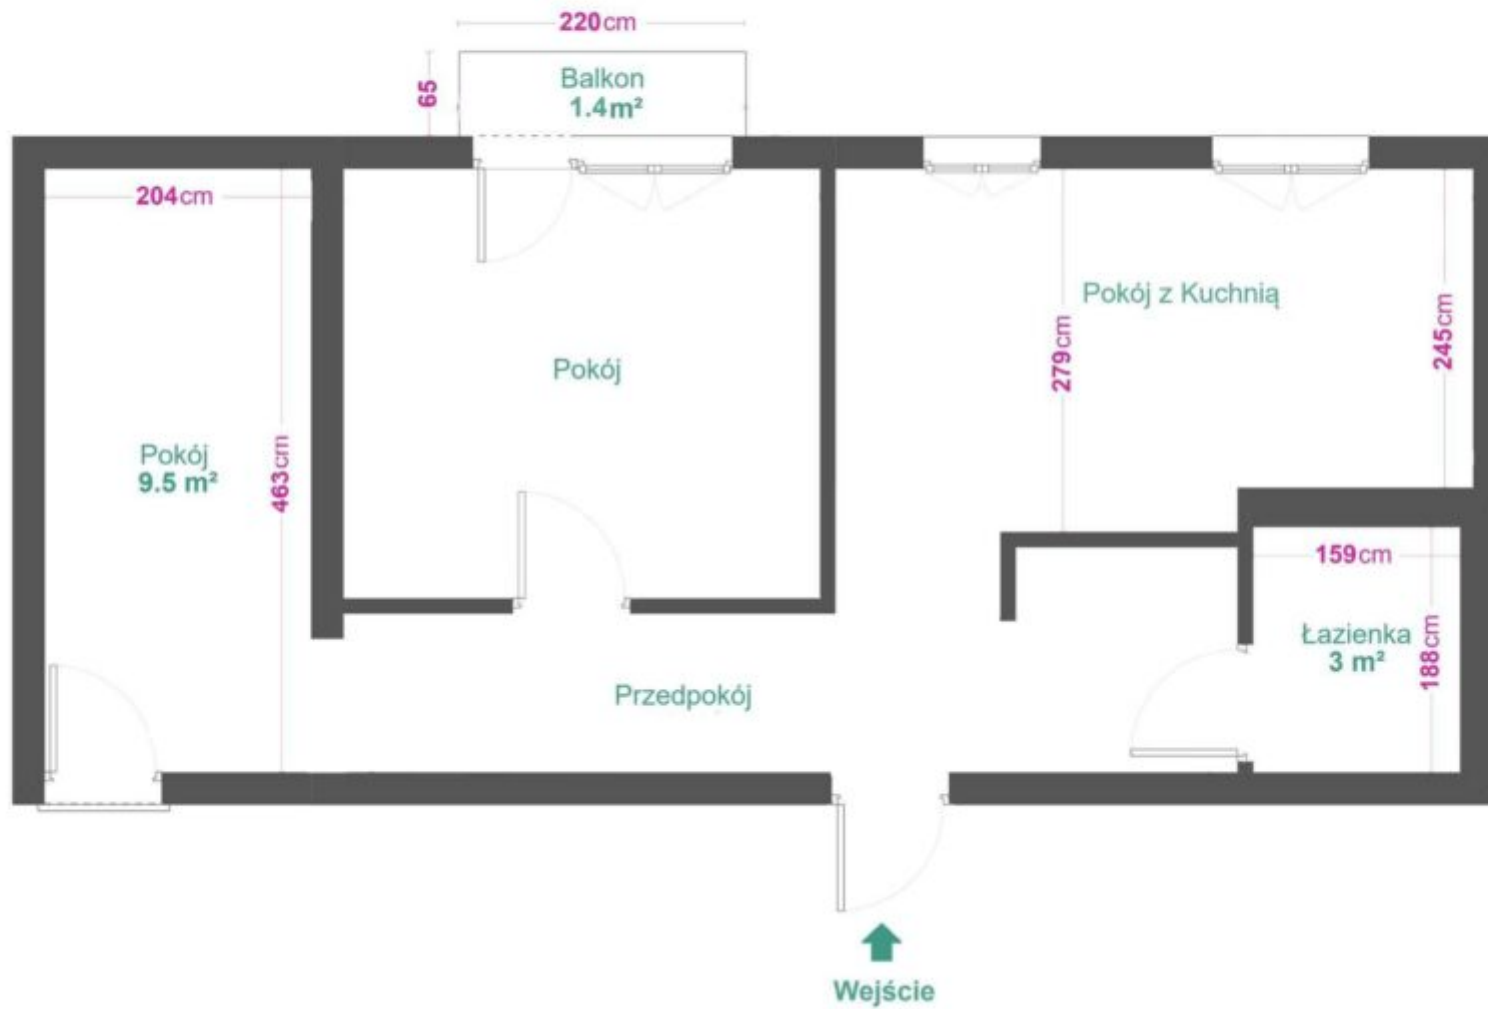 220cm
65
Balkon
1.4m²
204cm
Pokój z Kuchnią
279cm
245cm
Pokój
Pokój
9.5 m²
463cm
159cm
Łazienka
3 m²
188cm
Przedpokój
Wejście